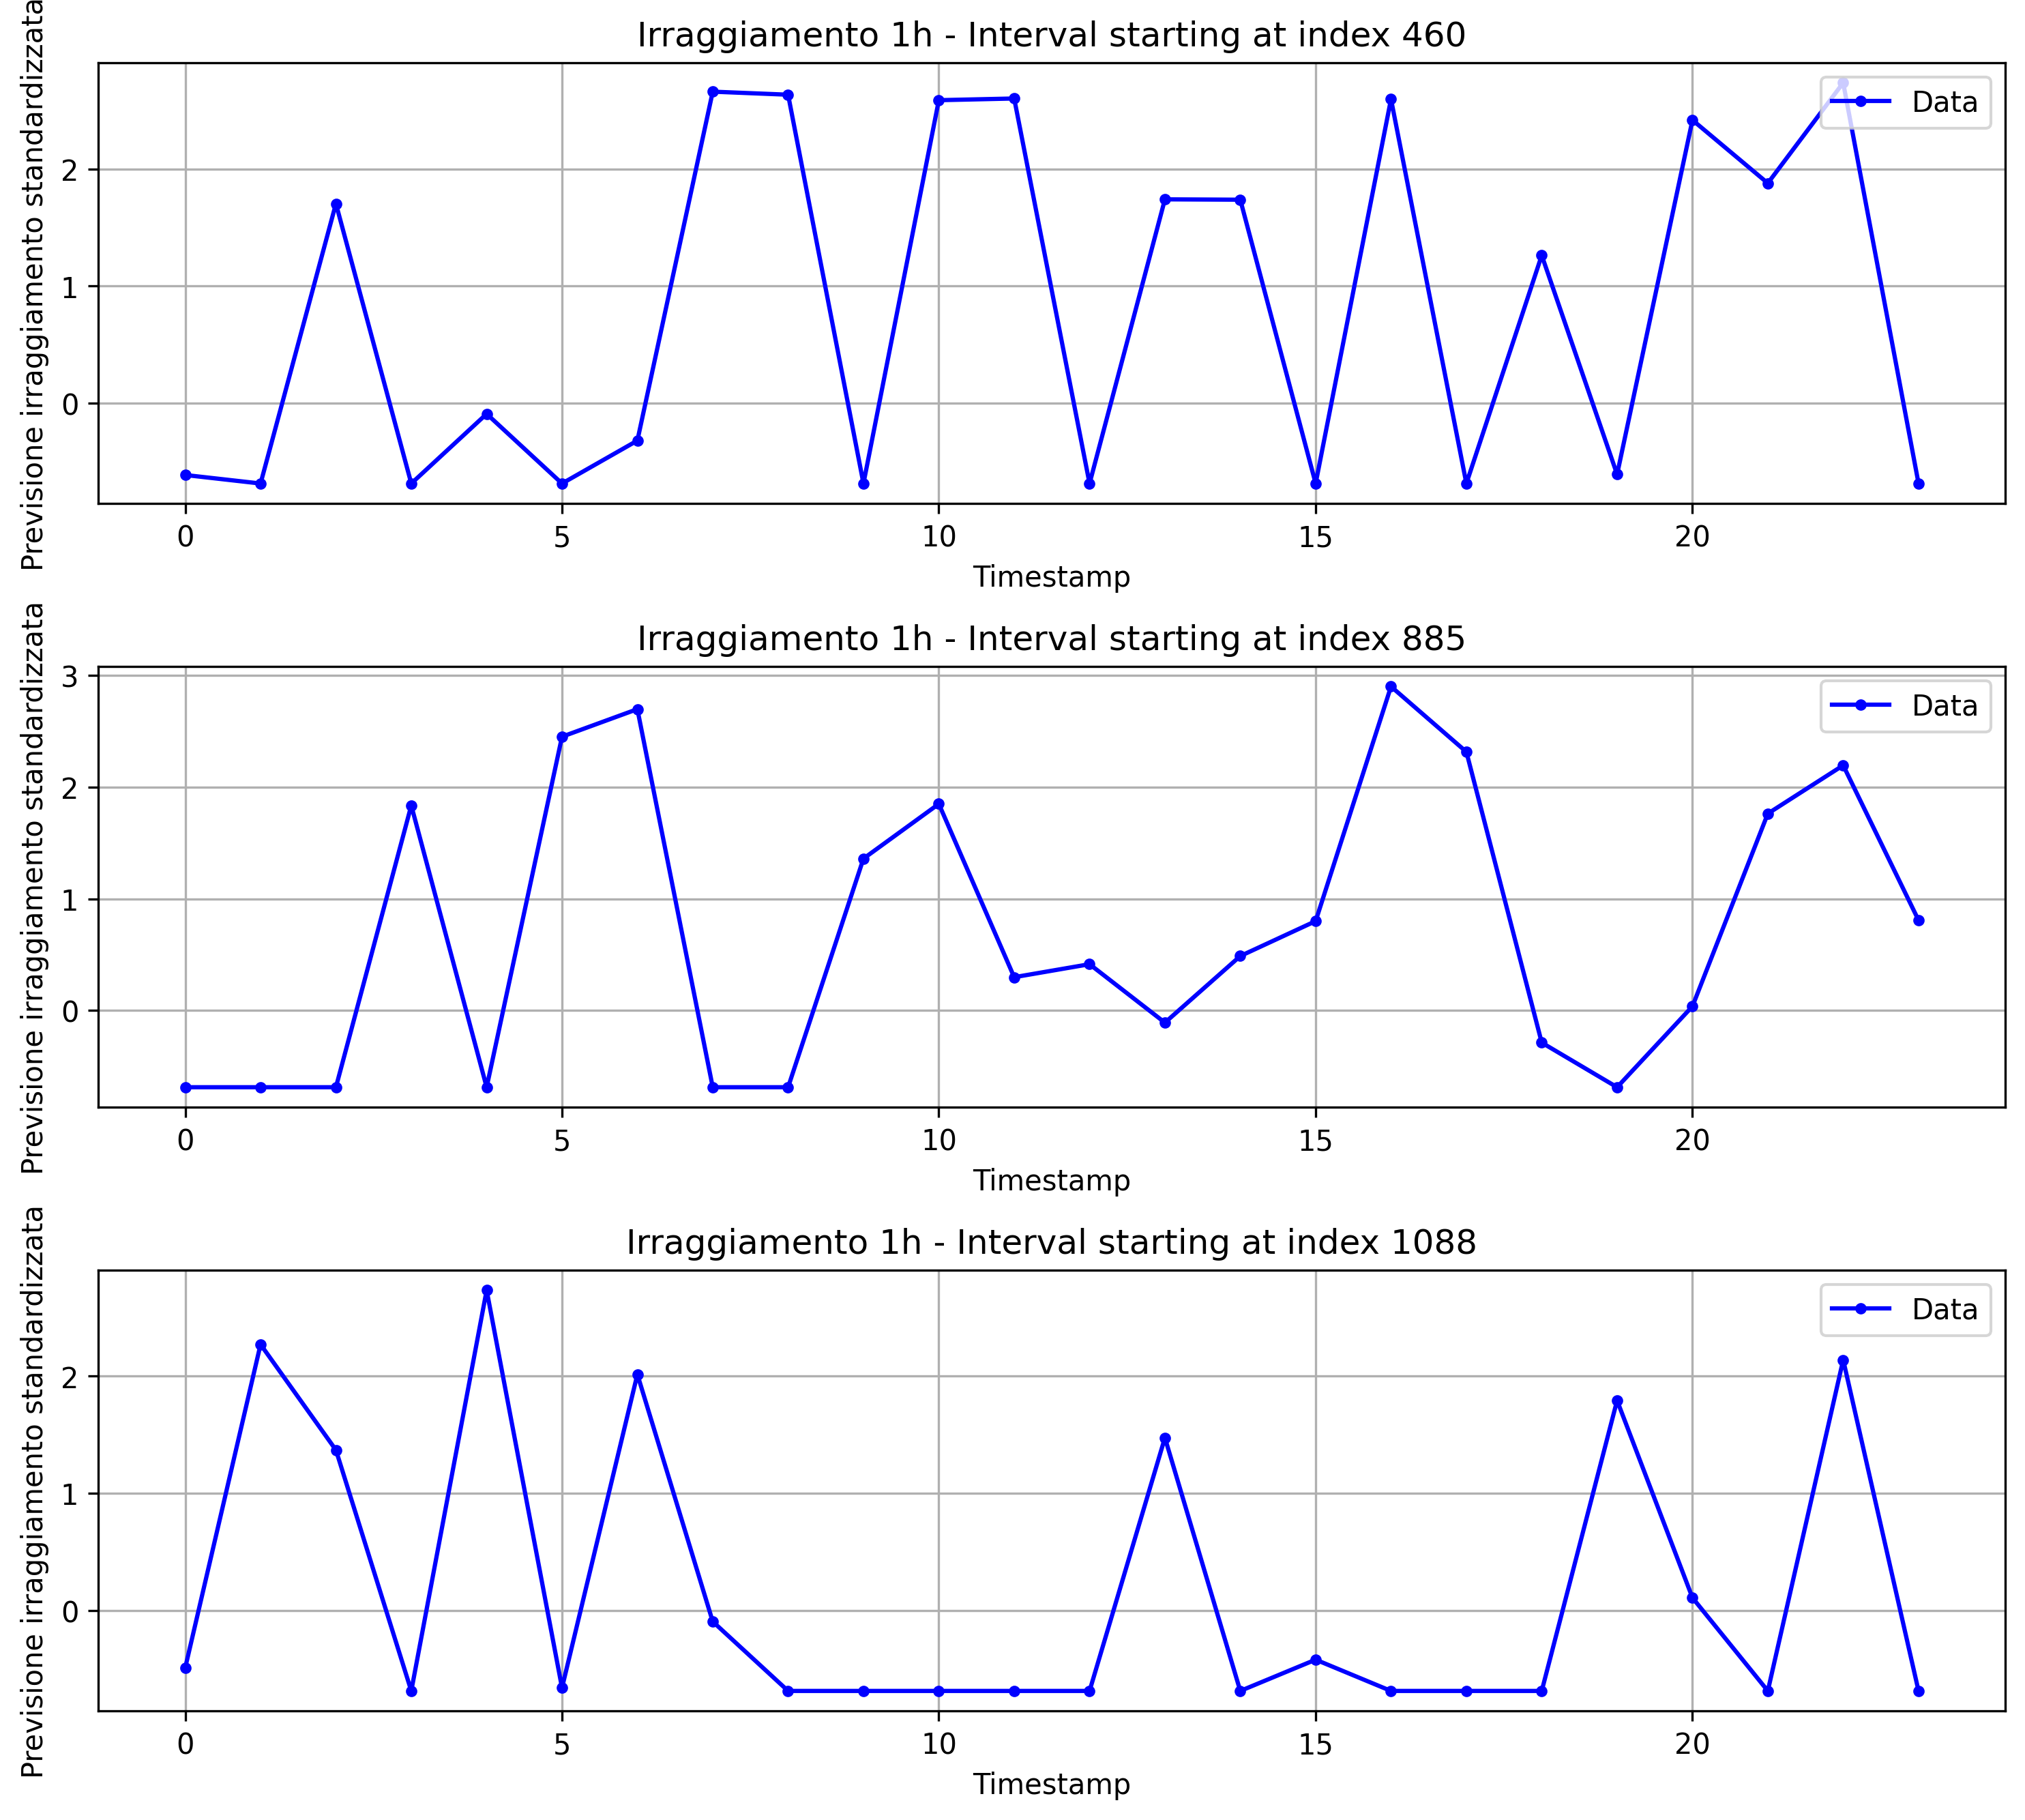 Irraggiamento 1h - Interval starting at index 460
Previsione irraggiamento standardizzata
2
1
0
Data
0 5 10 15 20
Timestamp
Irraggiamento 1h - Interval starting at index 885
Previsione irraggiamento standardizzata
3
2
1
0
Data
0 5 10 15 20
Timestamp
Irraggiamento 1h - Interval starting at index 1088
Previsione irraggiamento standardizzata
2
1
0
Data
0 5 10 15 20
Timestamp